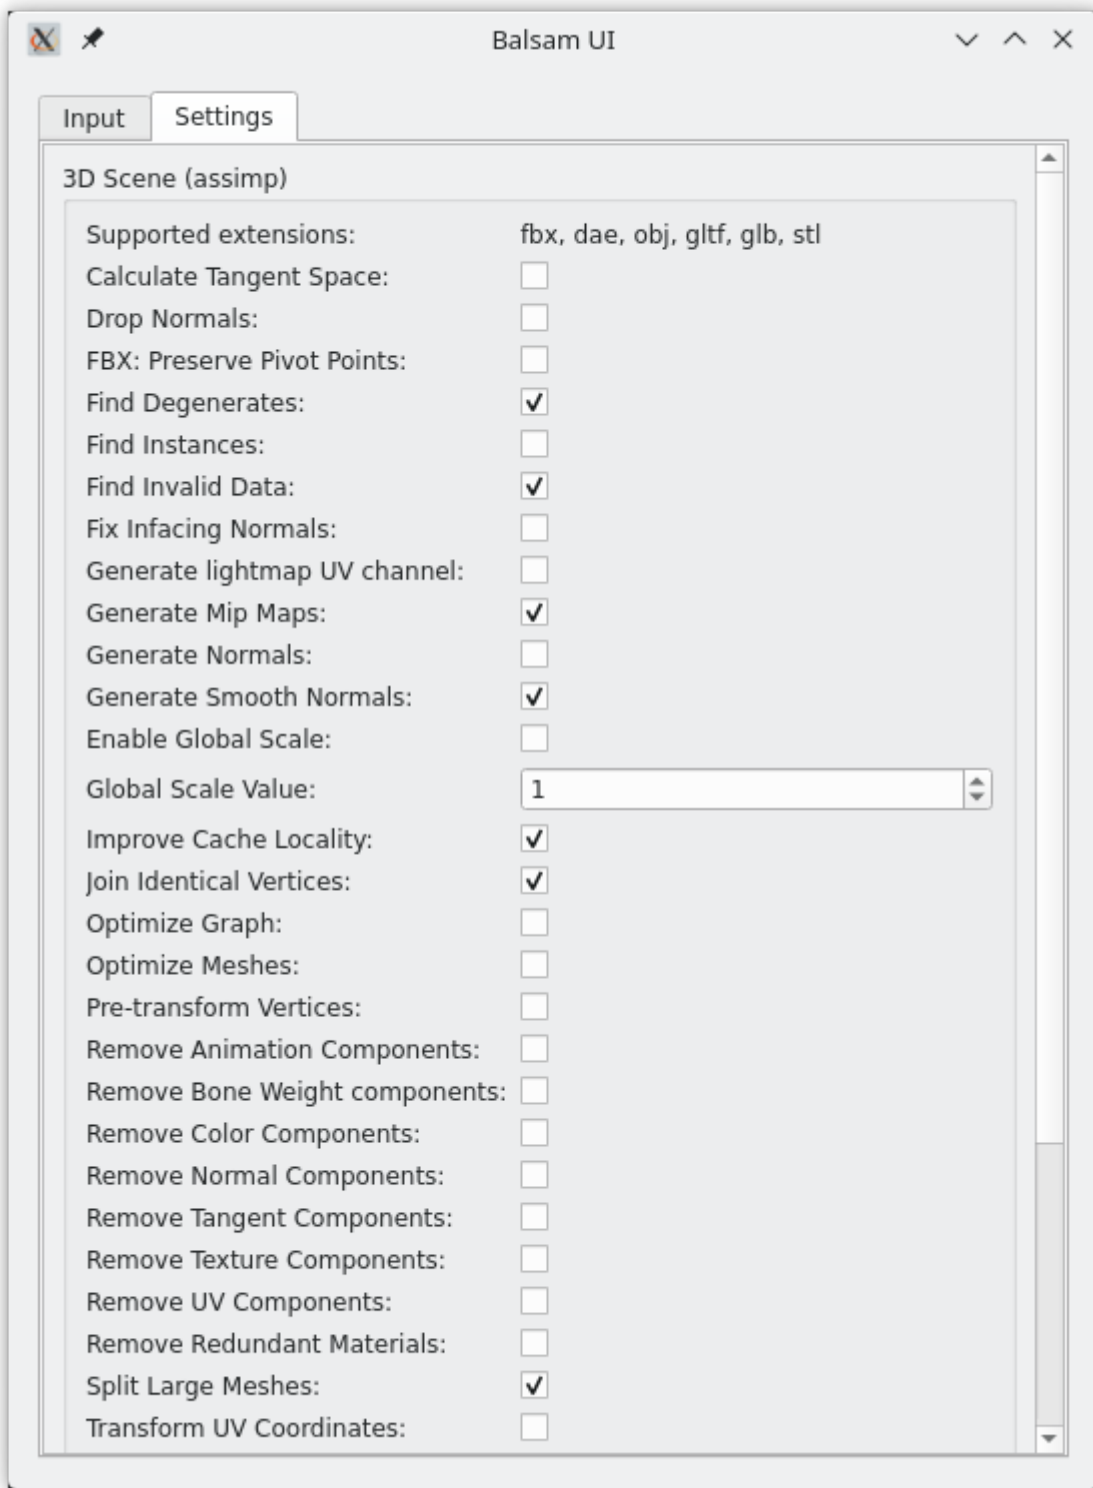 Balsam UI
Input Settings
3D Scene (assimp)
Supported extensions: fbx, dae, obj, gltf, glb, stl
Calculate Tangent Space:
Drop Normals:
FBX: Preserve Pivot Points:
Find Degenerates:
Find Instances:
Find Invalid Data:
Fix Infacing Normals:
Generate lightmap UV channel:
Generate Mip Maps:
Generate Normals:
Generate Smooth Normals:
Enable Global Scale:
Global Scale Value: 1
Improve Cache Locality:
Join Identical Vertices:
Optimize Graph:
Optimize Meshes:
Pre-transform Vertices:
Remove Animation Components:
Remove Bone Weight components:
Remove Color Components:
Remove Normal Components:
Remove Tangent Components:
Remove Texture Components:
Remove UV Components:
Remove Redundant Materials:
Split Large Meshes:
Transform UV Coordinates: